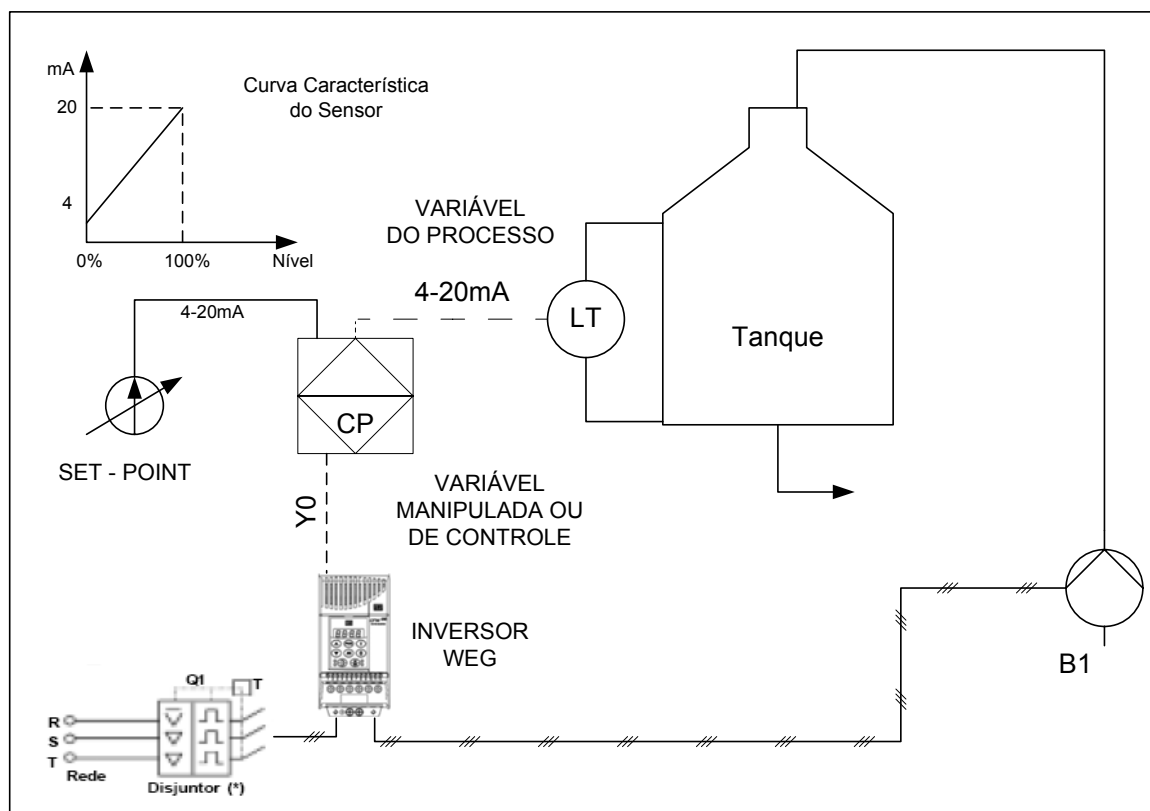 mA
20
4
0%
100%
Nível
Curva Característica
do Sensor
VARIÁVEL
DO PROCESSO
4-20mA
4-20mA
LT
Tanque
CP
SET - POINT
Y0
VARIÁVEL
MANIPULADA OU
DE CONTROLE
INVERSOR
WEG
B1
Q1
T
R
S
T
Rede
Disjuntor (*)